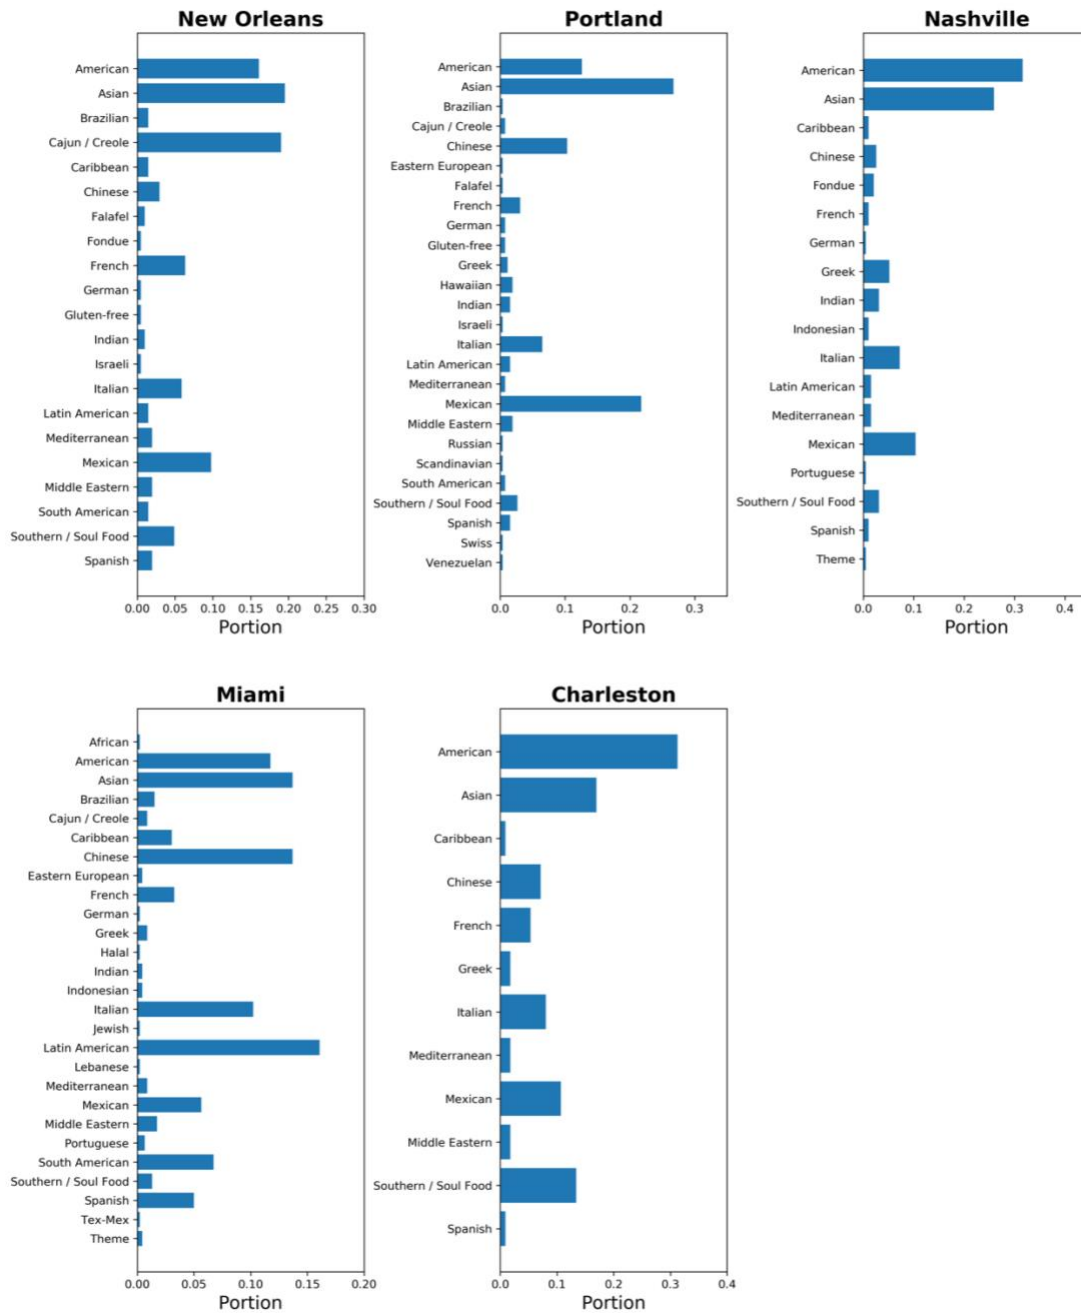 New Orleans
American
Asian
Brazilian
Cajun / Creole
Caribbean
Chinese
Falafel
Fondue
French
German
Gluten-free
Indian
Israeli
Italian
Latin American
Mediterranean
Mexican
Middle Eastern
South American
Southern / Soul Food
Spanish
0.00 0.05 0.10 0.15 0.20 0.25 0.30
Portion
Portland
American
Asian
Brazilian
Cajun / Creole
Chinese
Eastern European
Falafel
French
German
Gluten-free
Greek
Hawaiian
Indian
Israeli
Italian
Latin American
Mediterranean
Mexican
Middle Eastern
Russian
Scandinavian
South American
Southern / Soul Food
Spanish
Swiss
Venezuelan
0.0 0.1 0.2 0.3
Portion
Nashville
American
Asian
Caribbean
Chinese
Fondue
French
German
Greek
Indian
Indonesian
Italian
Latin American
Mediterranean
Mexican
Portuguese
Southern / Soul Food
Spanish
Theme
0.0 0.1 0.2 0.3 0.4
Portion
Miami
African
American
Asian
Brazilian
Cajun / Creole
Caribbean
Chinese
Eastern European
French
German
Greek
Halal
Indian
Indonesian
Italian
Jewish
Latin American
Lebanese
Mediterranean
Mexican
Middle Eastern
Portuguese
South American
Southern / Soul Food
Spanish
Tex-Mex
Theme
0.00 0.05 0.10 0.15 0.20
Portion
Charleston
American
Asian
Caribbean
Chinese
French
Greek
Italian
Mediterranean
Mexican
Middle Eastern
Southern / Soul Food
Spanish
0.0 0.1 0.2 0.3 0.4
Portion